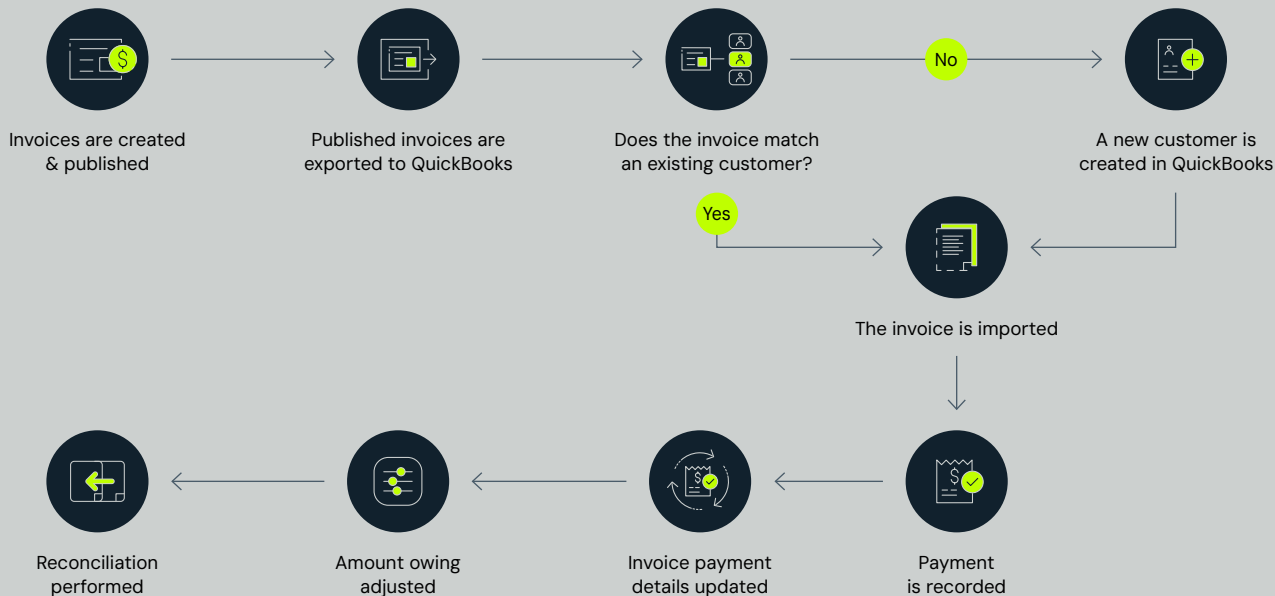 Invoices are created
& published
Published invoices are
exported to QuickBooks
Does the invoice match
an existing customer?
No
A new customer is
created in QuickBooks
Yes
The invoice is imported
Reconciliation
performed
Amount owing
adjusted
Invoice payment
details updated
Payment
is recorded